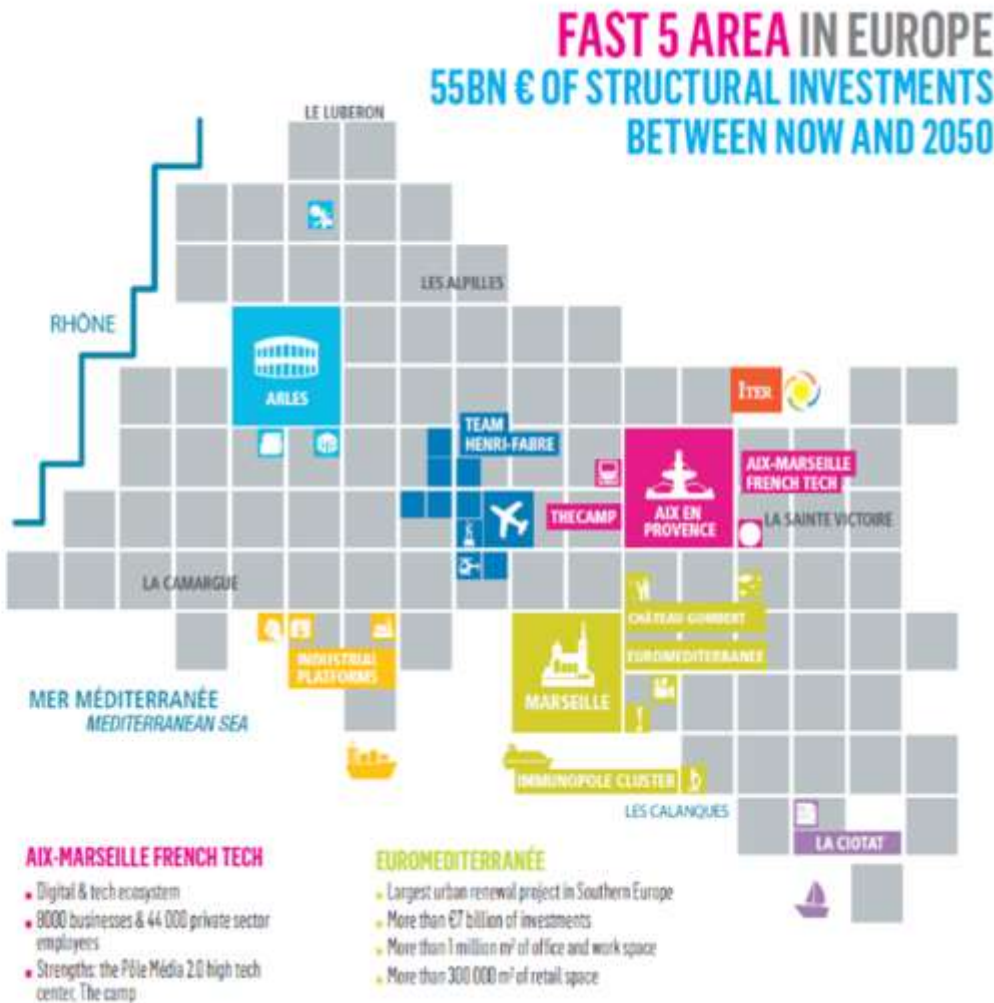 FAST 5 AREA IN EUROPE
55BN € OF STRUCTURAL INVESTMENTS
BETWEEN NOW AND 2050
LE LUBERON
LES ALPILLES
RHÔNE
ARLES
ITER
TEAM
HENRI-FABRE
AIX-MARSEILLE
FRENCH TECH
THECAMP
AIX EN
PROVENCE
LA SAINTE VICTOIRE
LA CAMARGUE
CHÂTEAU-GOMBERT
INDUSTRIAL
PLATFORMS
EUROMEDITERRANEE
MARSEILLE
MER MÉDITERRANÉE
MEDITERRANEAN SEA
IMMUNOPOLE CLUSTER
LES CALANQUES
LA CIOTAT
AIX-MARSEILLE FRENCH TECH
Digital & tech ecosystem
8000 businesses & 44 000 private sector
employees
Strengths: the Pôle Média 2.0 high tech
center, The camp
EUROMEDITERRANÉE
Largest urban renewal project in Southern Europe
More than €7 billion of investments
More than 1 million m² of office and work space
More than 300 000 m² of retail space